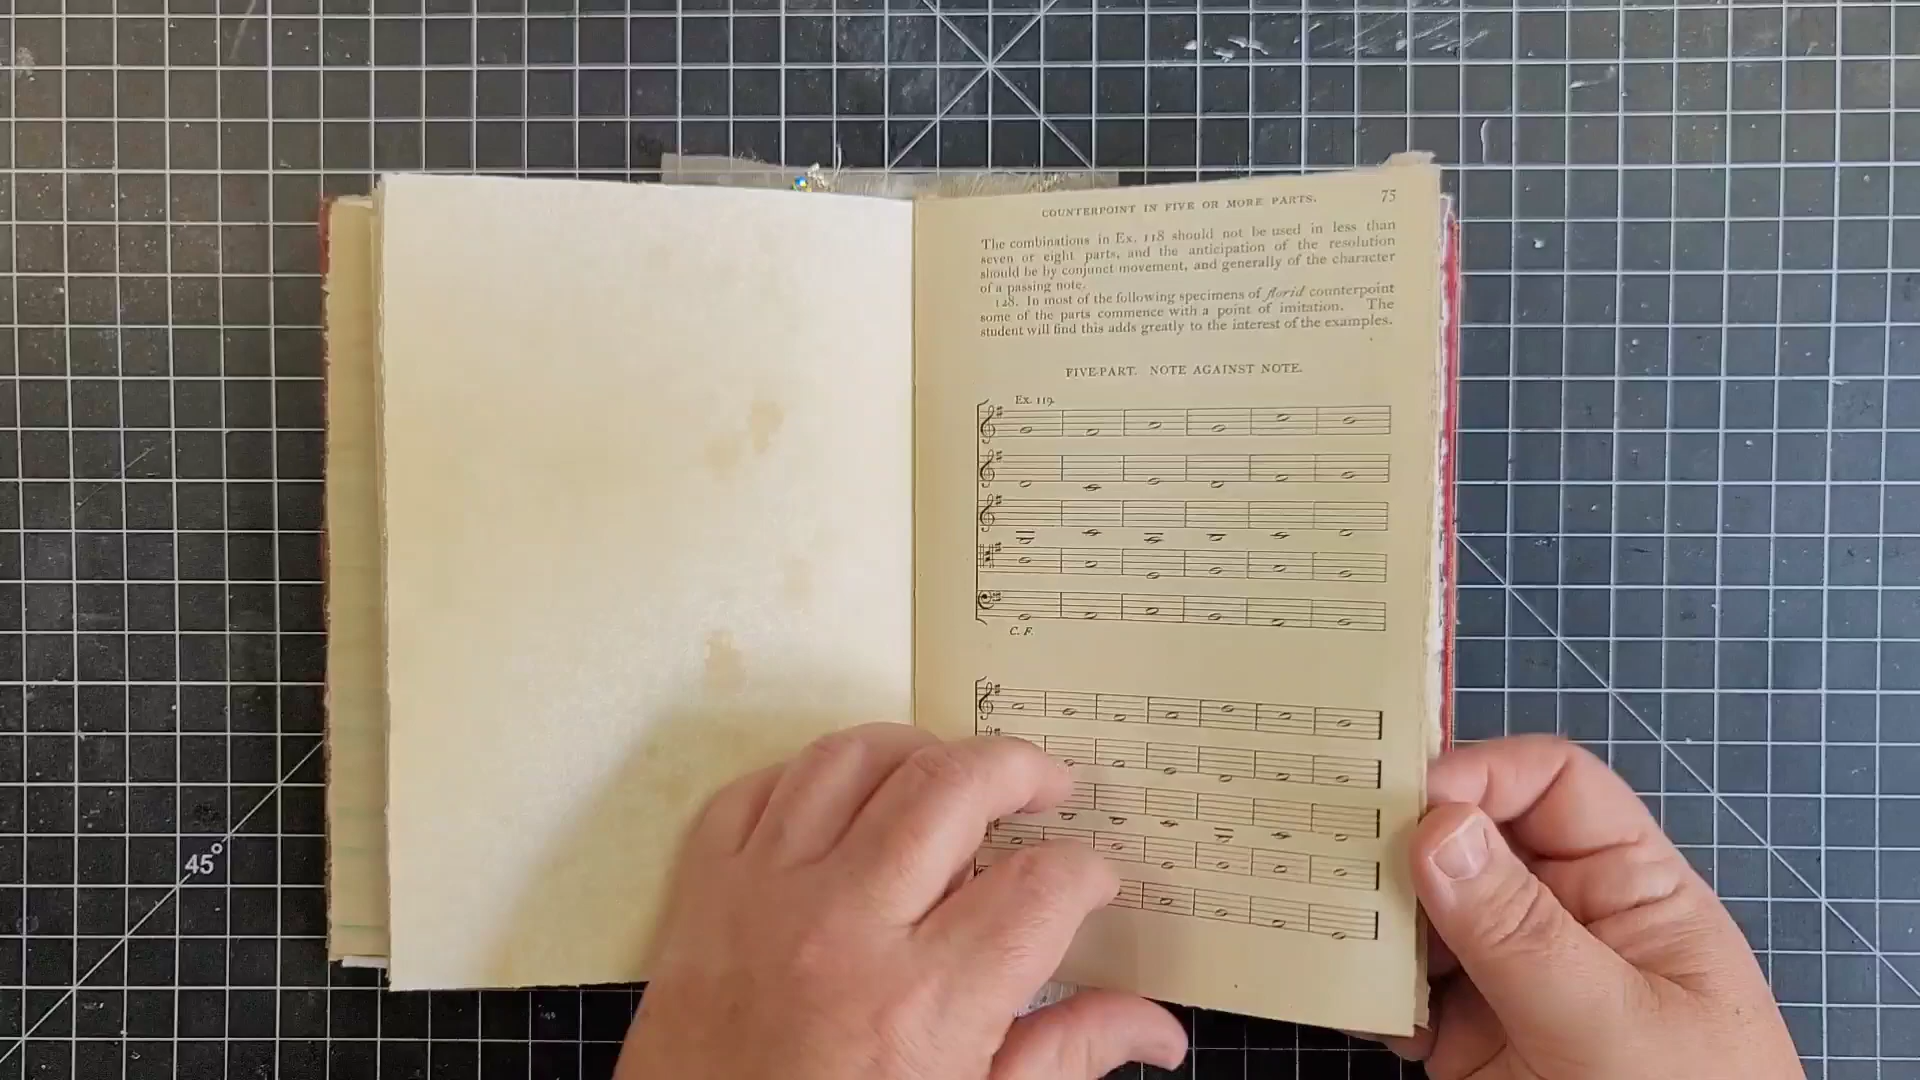 COUNTERPOINT IN FIVE OR MORE PARTS. 75
The combinations in Ex. 118 should not be used in less than
seven or eight parts, and the anticipation of the resolution
should be by conjunct movement, and generally of the character
of a passing note.
128. In most of the following specimens of florid counterpoint
some of the parts commence with a point of imitation. The
student will find this adds greatly to the interest of the examples.
FIVE-PART. NOTE AGAINST NOTE.
Ex. 119.
C. F.
45°